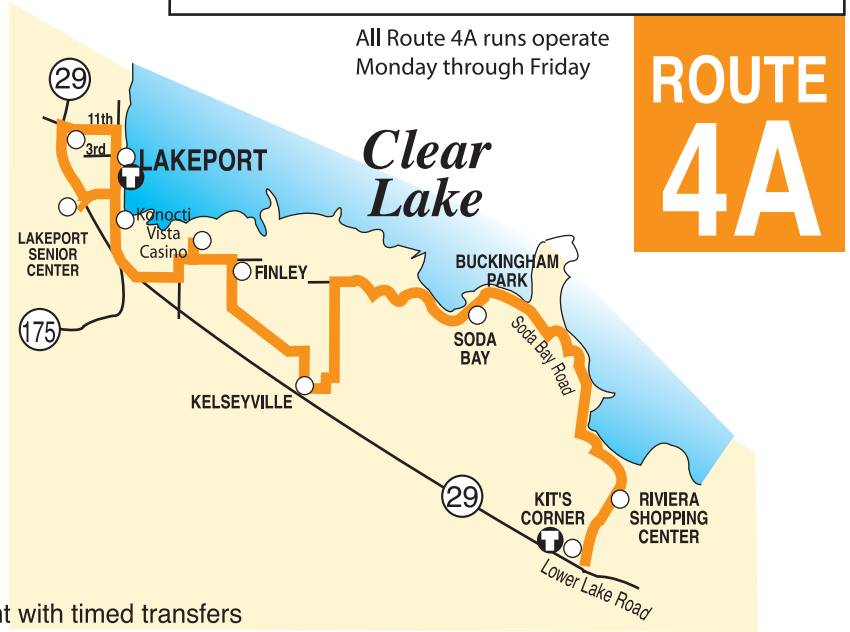 All Route 4A runs operate
Monday through Friday
ROUTE
4A
29
11th
3rd
LAKEPORT
T
Clear
Lake
Konocti
Vista
Casino
LAKEPORT
SENIOR
CENTER
FINLEY
BUCKINGHAM
PARK
175
SODA
BAY
Soda Bay Road
KELSEYVILLE
29
KIT'S
CORNER
T
RIVIERA
SHOPPING
CENTER
Lower Lake Road
with timed transfers